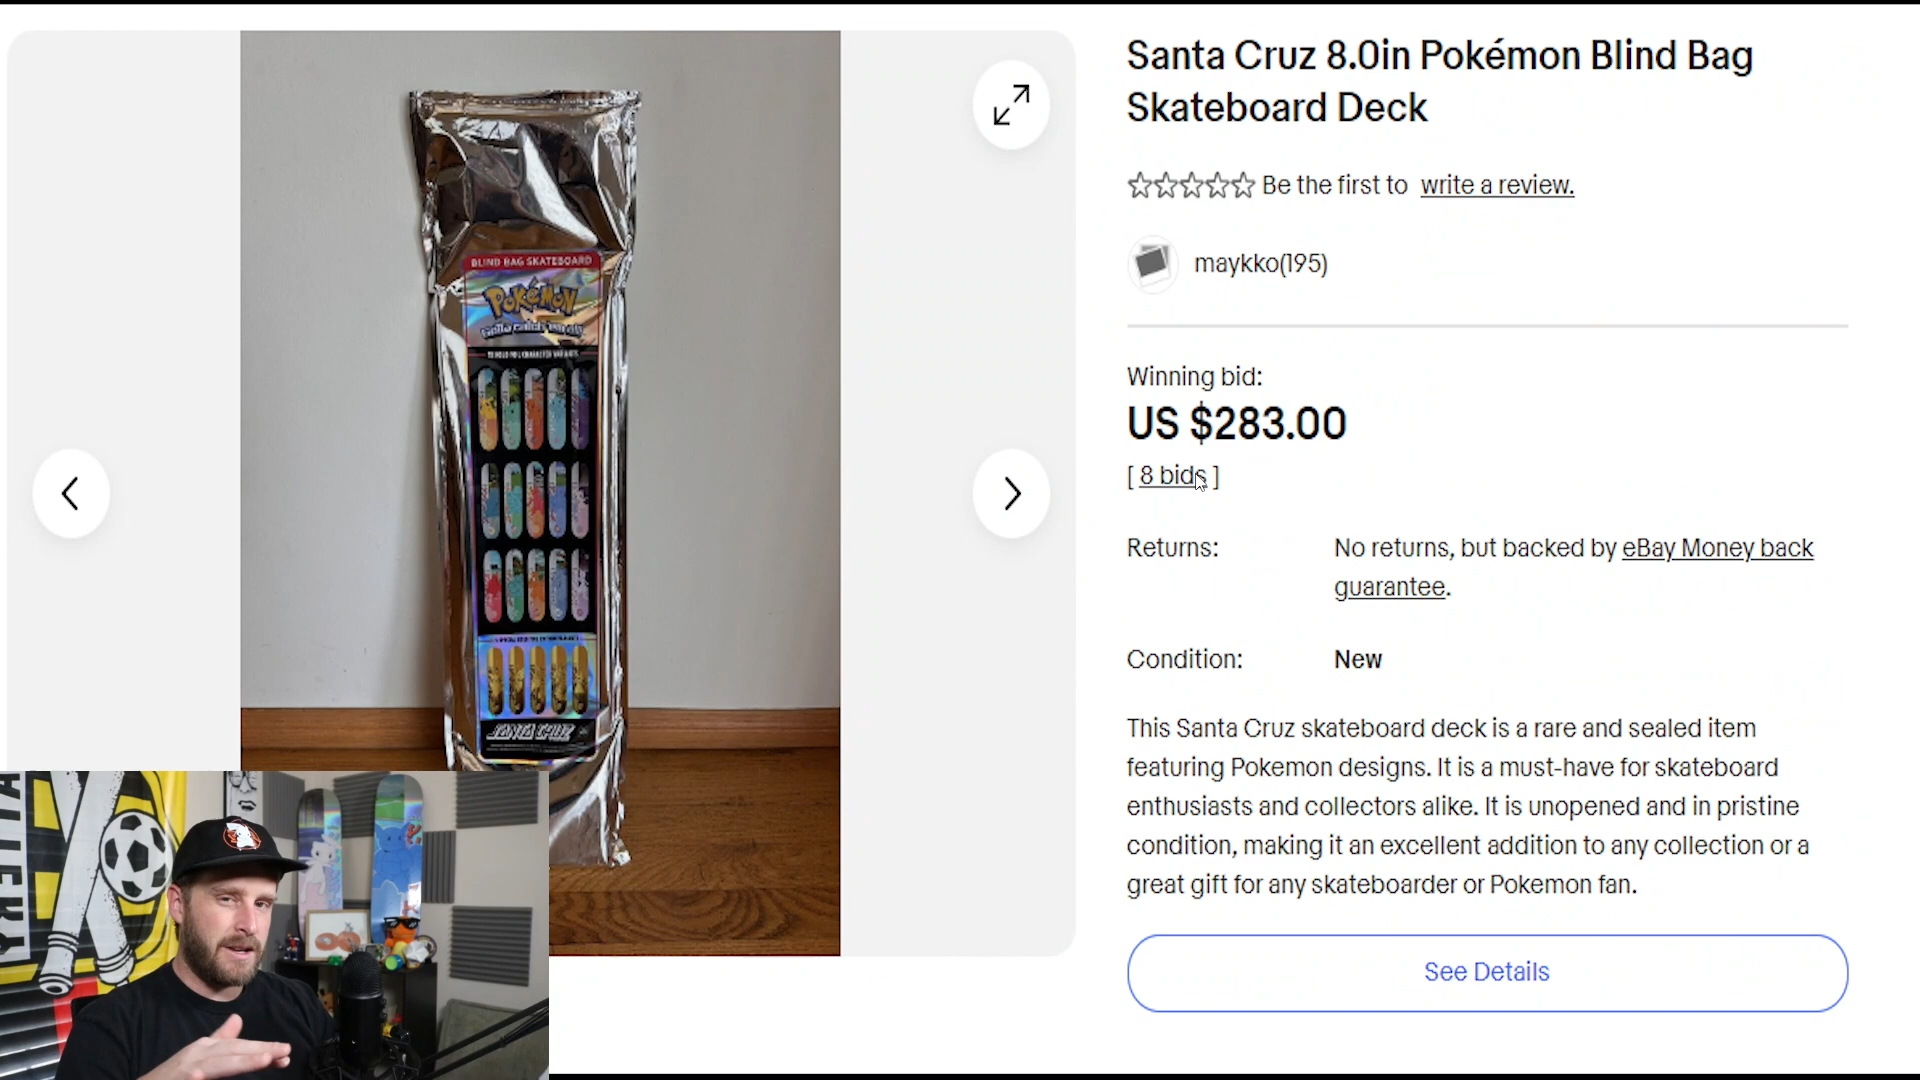 Santa Cruz 8.0in Pokémon Blind Bag
Skateboard Deck
Be the first to write a review.
maykko(195)
Winning bid:
US $283.00
[ 8 bids ]
Returns:
No returns, but backed by eBay Money back
guarantee.
Condition:
New
This Santa Cruz skateboard deck is a rare and sealed item
featuring Pokemon designs. It is a must-have for skateboard
enthusiasts and collectors alike. It is unopened and in pristine
condition, making it an excellent addition to any collection or a
great gift for any skateboarder or Pokemon fan.
See Details
BLIND BAG SKATEBOARD
POKéMON
Gotta catch 'em all!
SANTA CRUZ